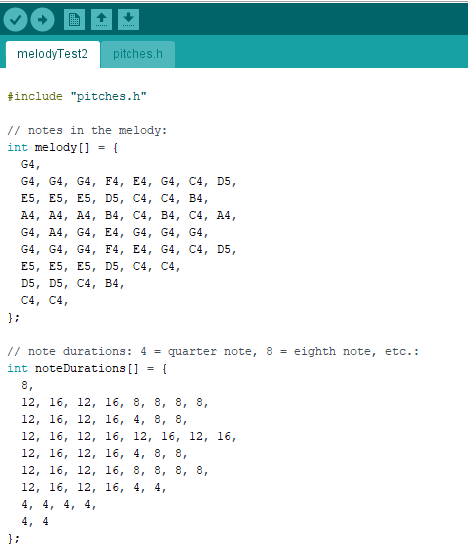 melodyTest2 pitches.h
#include "pitches.h"
// notes in the melody:
int melody[] = {
G4,
G4, G4, G4, F4, E4, G4, C4, D5,
E5, E5, E5, D5, C4, C4, B4,
A4, A4, A4, B4, C4, B4, C4, A4,
G4, A4, G4, E4, G4, G4, G4,
G4, G4, G4, F4, E4, G4, C4, D5,
E5, E5, E5, D5, C4, C4,
D5, D5, C4, B4,
C4, C4,
};
// note durations: 4 = quarter note, 8 = eighth note, etc.:
int noteDurations[] = {
8,
12, 16, 12, 16, 8, 8, 8, 8,
12, 16, 12, 16, 4, 8, 8,
12, 16, 12, 16, 12, 16, 12, 16,
12, 16, 12, 16, 4, 8, 8,
12, 16, 12, 16, 8, 8, 8, 8,
12, 16, 12, 16, 4, 4,
4, 4, 4, 4,
4, 4
};